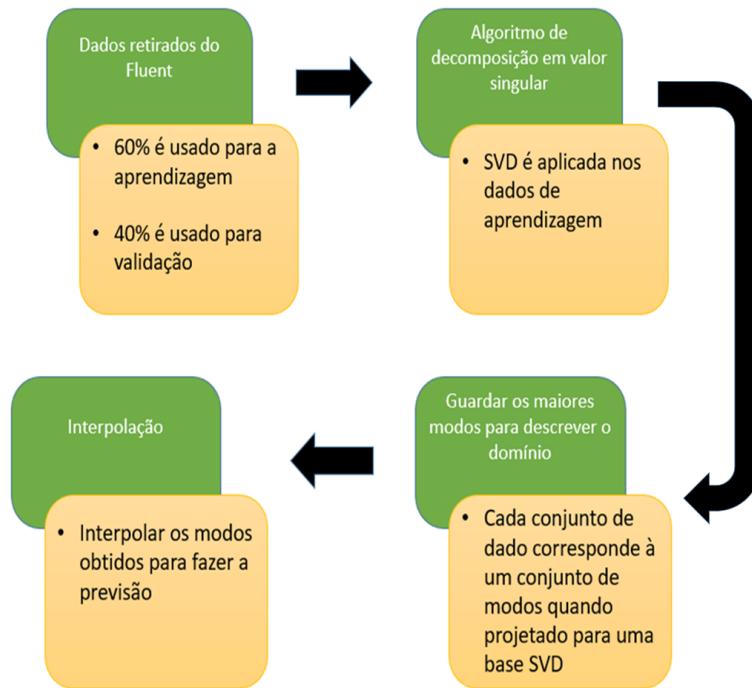 Dados retirados do
Fluent
• 60% é usado para a
aprendizagem
• 40% é usado para
validação
Algoritmo de
decomposição em valor
singular
• SVD é aplicada nos
dados de
aprendizagem
Guardar os maiores
modos para descrever o
domínio
• Cada conjunto de
dado corresponde à
um conjunto de
modos quando
projetado para uma
base SVD
Interpolação
• Interpolar os modos
obtidos para fazer a
previsão